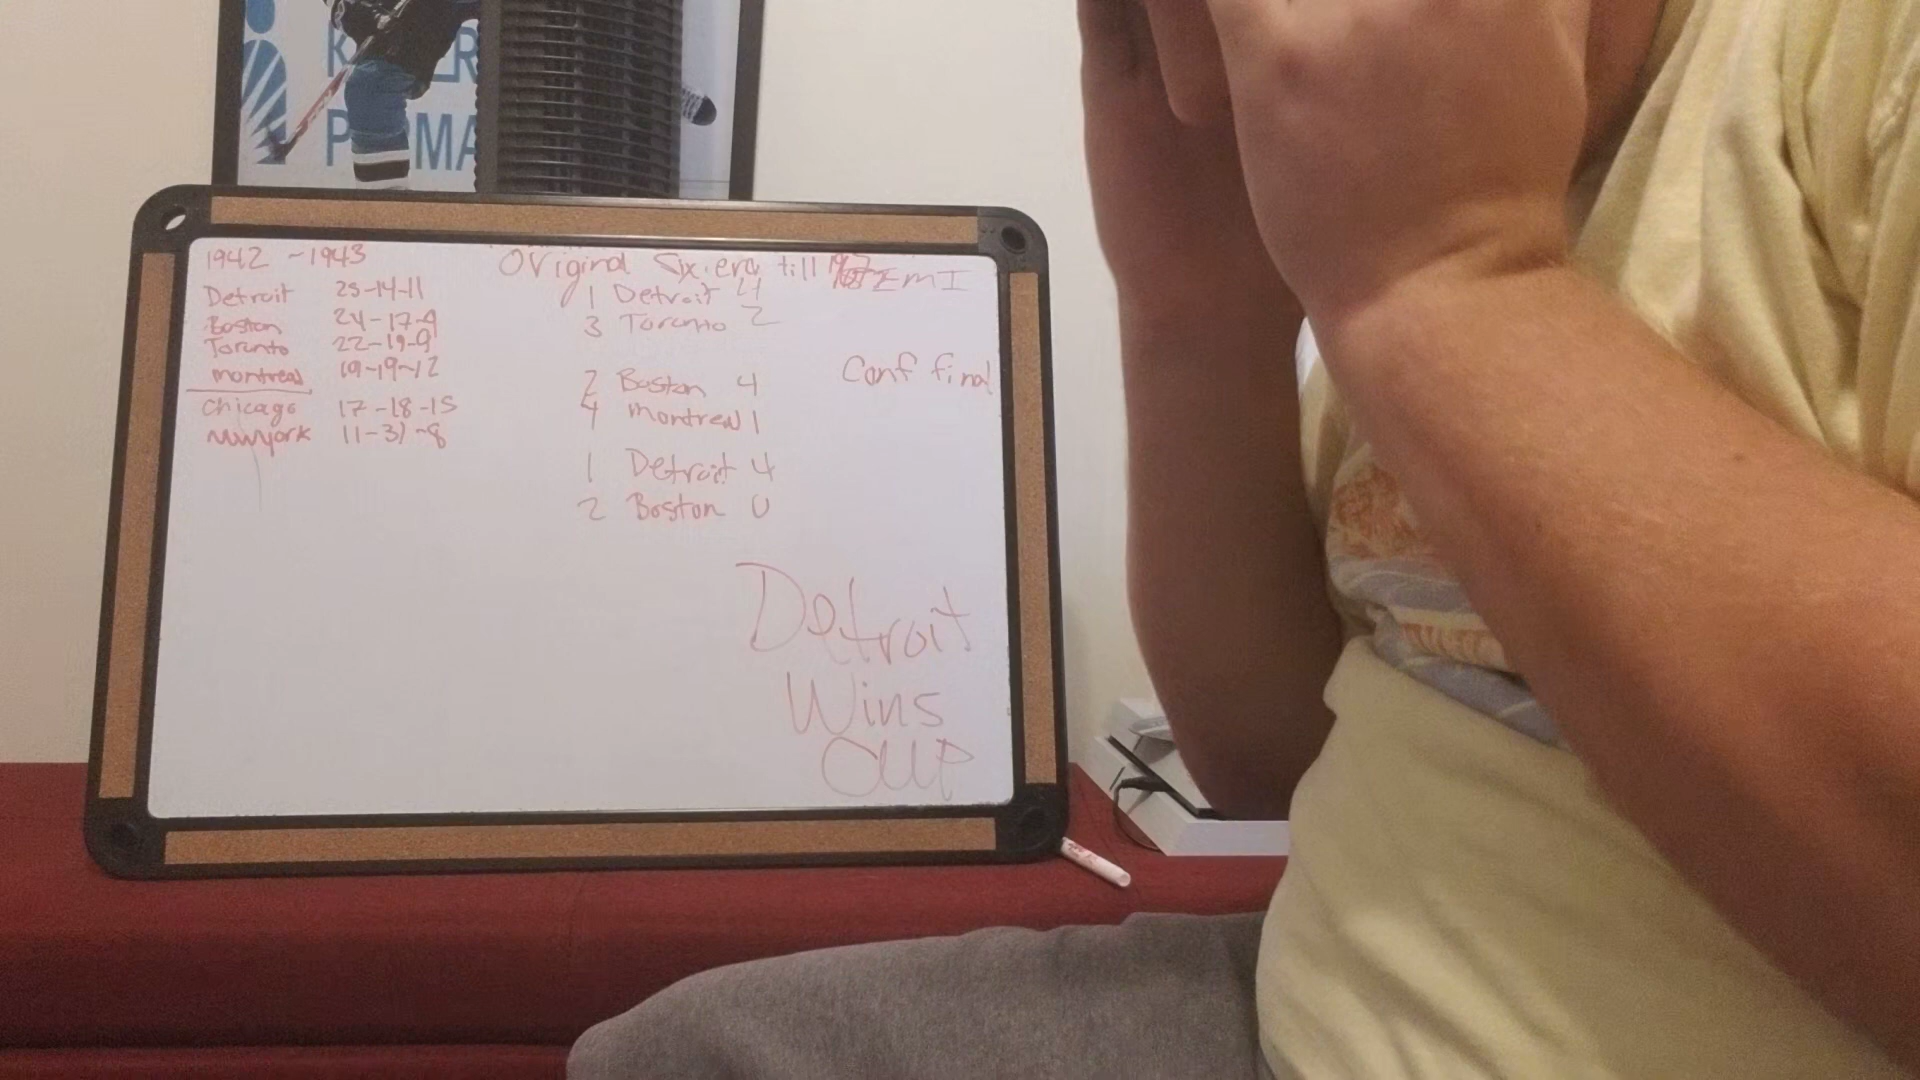 1942 - 1943
Detroit 25-14-11
Boston 24-17-9
Toronto 22-19-9
montreal 19-19-12
Chicago 17-18-15
Newyork 11-31-8
Original Six era till 1967
SEMI
1 Detroit 4
3 Toronto 2
2 Boston 4
4 montreal 1
Conf final
1 Detroit 4
2 Boston 0
Detroit
Wins
CUP